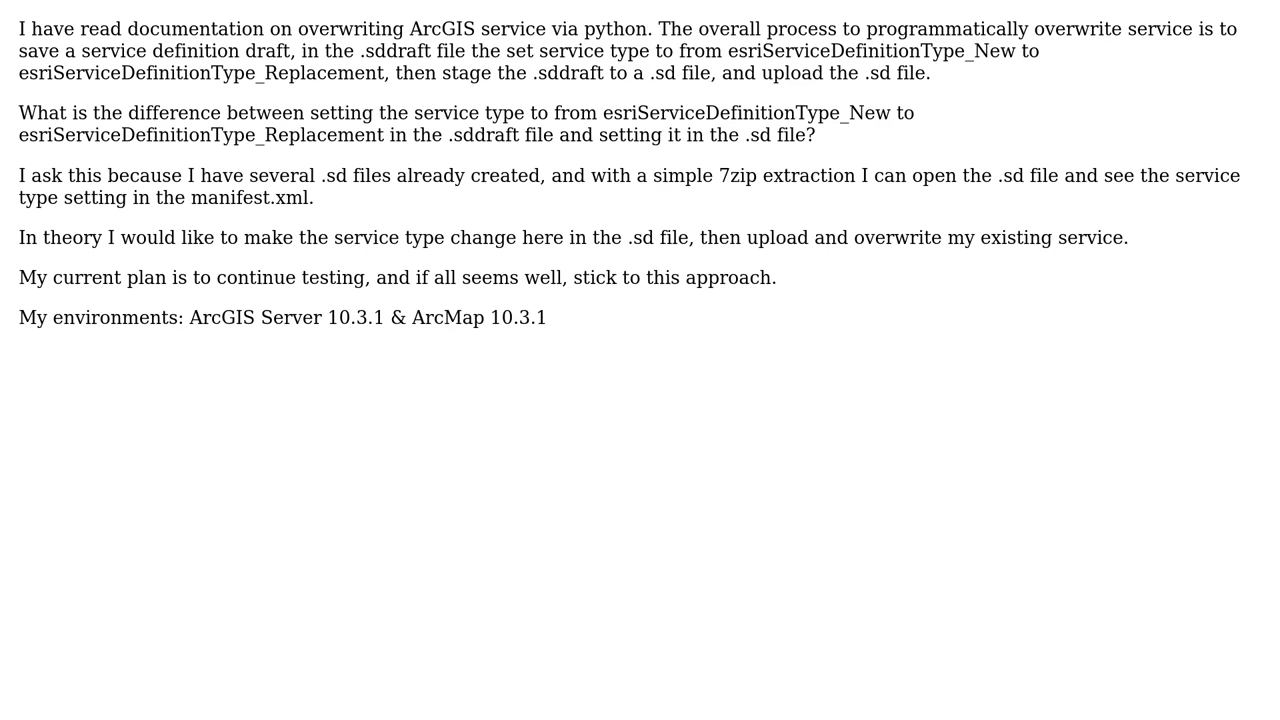 I have read documentation on overwriting ArcGIS service via python. The overall process to programmatically overwrite service is to
save a service definition draft, in the .sddraft file the set service type to from esriServiceDefinitionType_New to
esriServiceDefinitionType_Replacement, then stage the .sddraft to a .sd file, and upload the .sd file.
What is the difference between setting the service type to from esriServiceDefinitionType_New to
esriServiceDefinitionType_Replacement in the .sddraft file and setting it in the .sd file?
I ask this because I have several .sd files already created, and with a simple 7zip extraction I can open the .sd file and see the service
type setting in the manifest.xml.
In theory I would like to make the service type change here in the .sd file, then upload and overwrite my existing service.
My current plan is to continue testing, and if all seems well, stick to this approach.
My environments: ArcGIS Server 10.3.1 & ArcMap 10.3.1